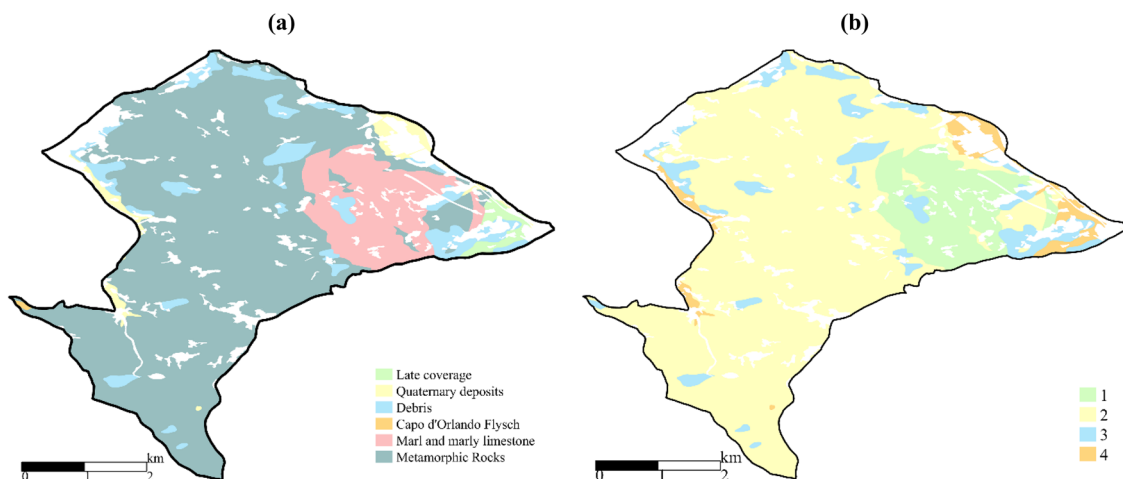 (a)
(b)
Late coverage
Quaternary deposits
Debris
Capo d'Orlando Flysch
Marl and marly limestone
Metamorphic Rocks
km
0 1 2
1
2
3
4
km
0 1 2